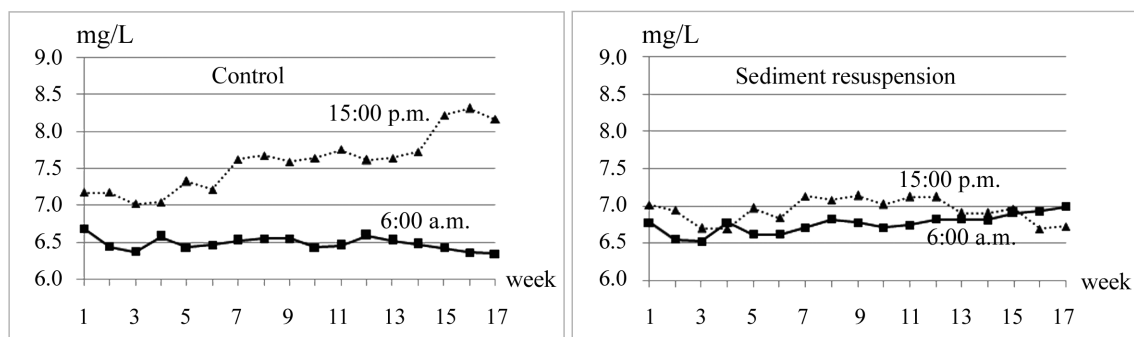 mg/L
9.0
Control
8.5
15:00 p.m.
8.0
7.5
7.0
6:00 a.m.
6.5
6.0
week
1 3 5 7 9 11 13 15 17
mg/L
9.0
Sediment resuspension
8.5
8.0
7.5
15:00 p.m.
7.0
6:00 a.m.
6.5
6.0
week
1 3 5 7 9 11 13 15 17